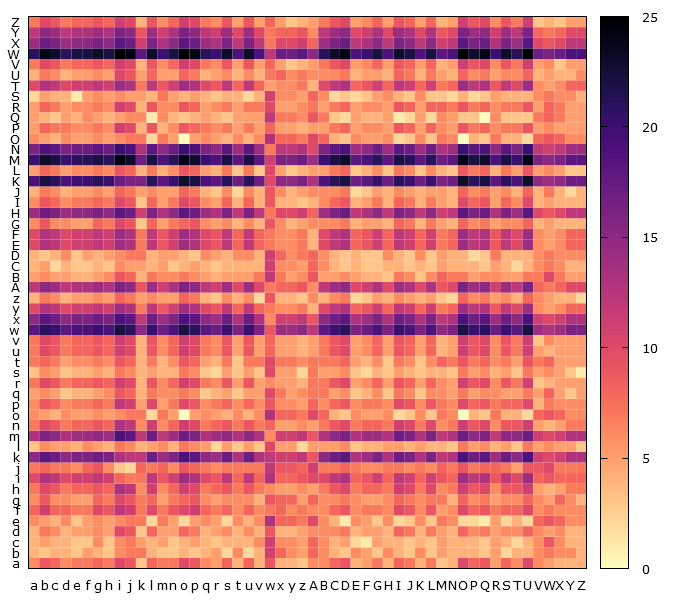 Z
Y
X
W
V
U
T
S
R
Q
P
O
N
M
L
K
J
I
H
G
F
E
D
C
B
A
z
y
x
w
v
u
t
s
r
q
p
o
n
m
l
k
j
i
h
g
f
e
d
c
b
a
a b c d e f g h i j k l m n o p q r s t u v w x y z A B C D E F G H I J K L M N O P Q R S T U V W X Y Z
25
20
15
10
5
0